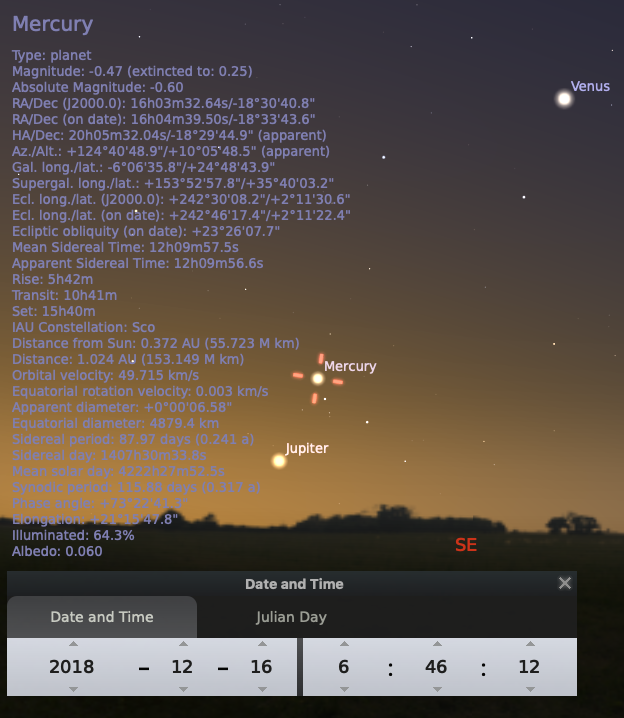 Mercury
Type: planet
Magnitude: -0.47 (extincted to: 0.25)
Absolute Magnitude: -0.60
RA/Dec (J2000.0): 16h03m32.64s/-18°30'40.8"
RA/Dec (on date): 16h04m39.50s/-18°33'43.6"
HA/Dec: 20h05m32.04s/-18°29'44.9" (apparent)
Az./Alt.: +124°40'48.9"/+10°05'48.5" (apparent)
Gal. long./lat.: -6°06'35.8"/+24°48'43.9"
Supergal. long./lat.: +153°52'57.8"/+35°40'03.2"
Ecl. long./lat. (J2000.0): +242°30'08.2"/+2°11'30.6"
Ecl. long./lat. (on date): +242°46'17.4"/+2°11'22.4"
Ecliptic obliquity (on date): +23°26'07.7"
Mean Sidereal Time: 12h09m57.5s
Apparent Sidereal Time: 12h09m56.6s
Rise: 5h42m
Transit: 10h41m
Set: 15h40m
IAU Constellation: Sco
Distance from Sun: 0.372 AU (55.723 M km)
Distance: 1.024 AU (153.149 M km)
Orbital velocity: 49.715 km/s
Equatorial rotation velocity: 0.003 km/s
Apparent diameter: +0°00'06.58"
Equatorial diameter: 4879.4 km
Sidereal period: 87.97 days (0.241 a)
Sidereal day: 1407h30m33.8s
Mean solar day:
Synodic period: 115.88 days (0.317 a)
Phase angle:
Elongation:
Illuminated: 64.3%
Albedo: 0.060
Venus
Mercury
Jupiter
SE
Date and Time
Date and Time Julian Day
2018 – 12 – 16 6 : 46 : 12